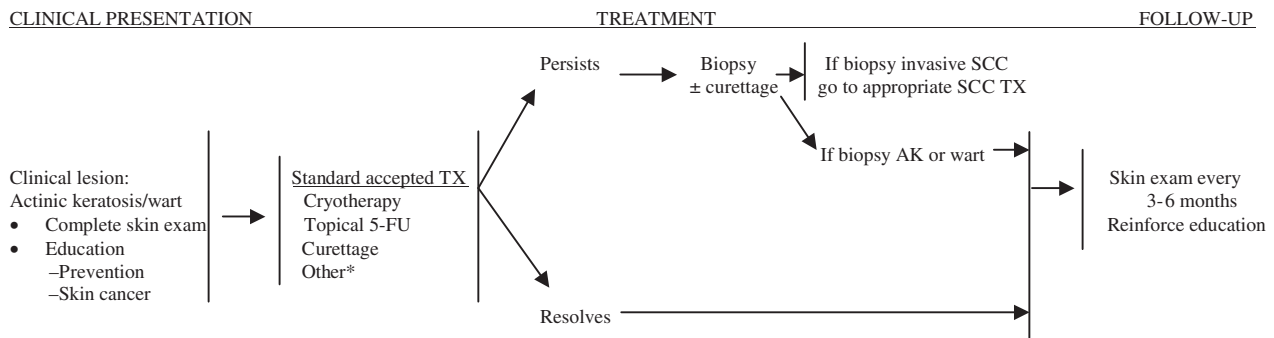 CLINICAL PRESENTATION TREATMENT FOLLOW-UP
Clinical lesion:
Actinic keratosis/wart
• Complete skin exam
• Education
–Prevention
–Skin cancer
Standard accepted TX
Cryotherapy
Topical 5-FU
Curettage
Other*
Persists
Biopsy
± curettage
If biopsy invasive SCC
go to appropriate SCC TX
If biopsy AK or wart
Resolves
Skin exam every
3-6 months
Reinforce education